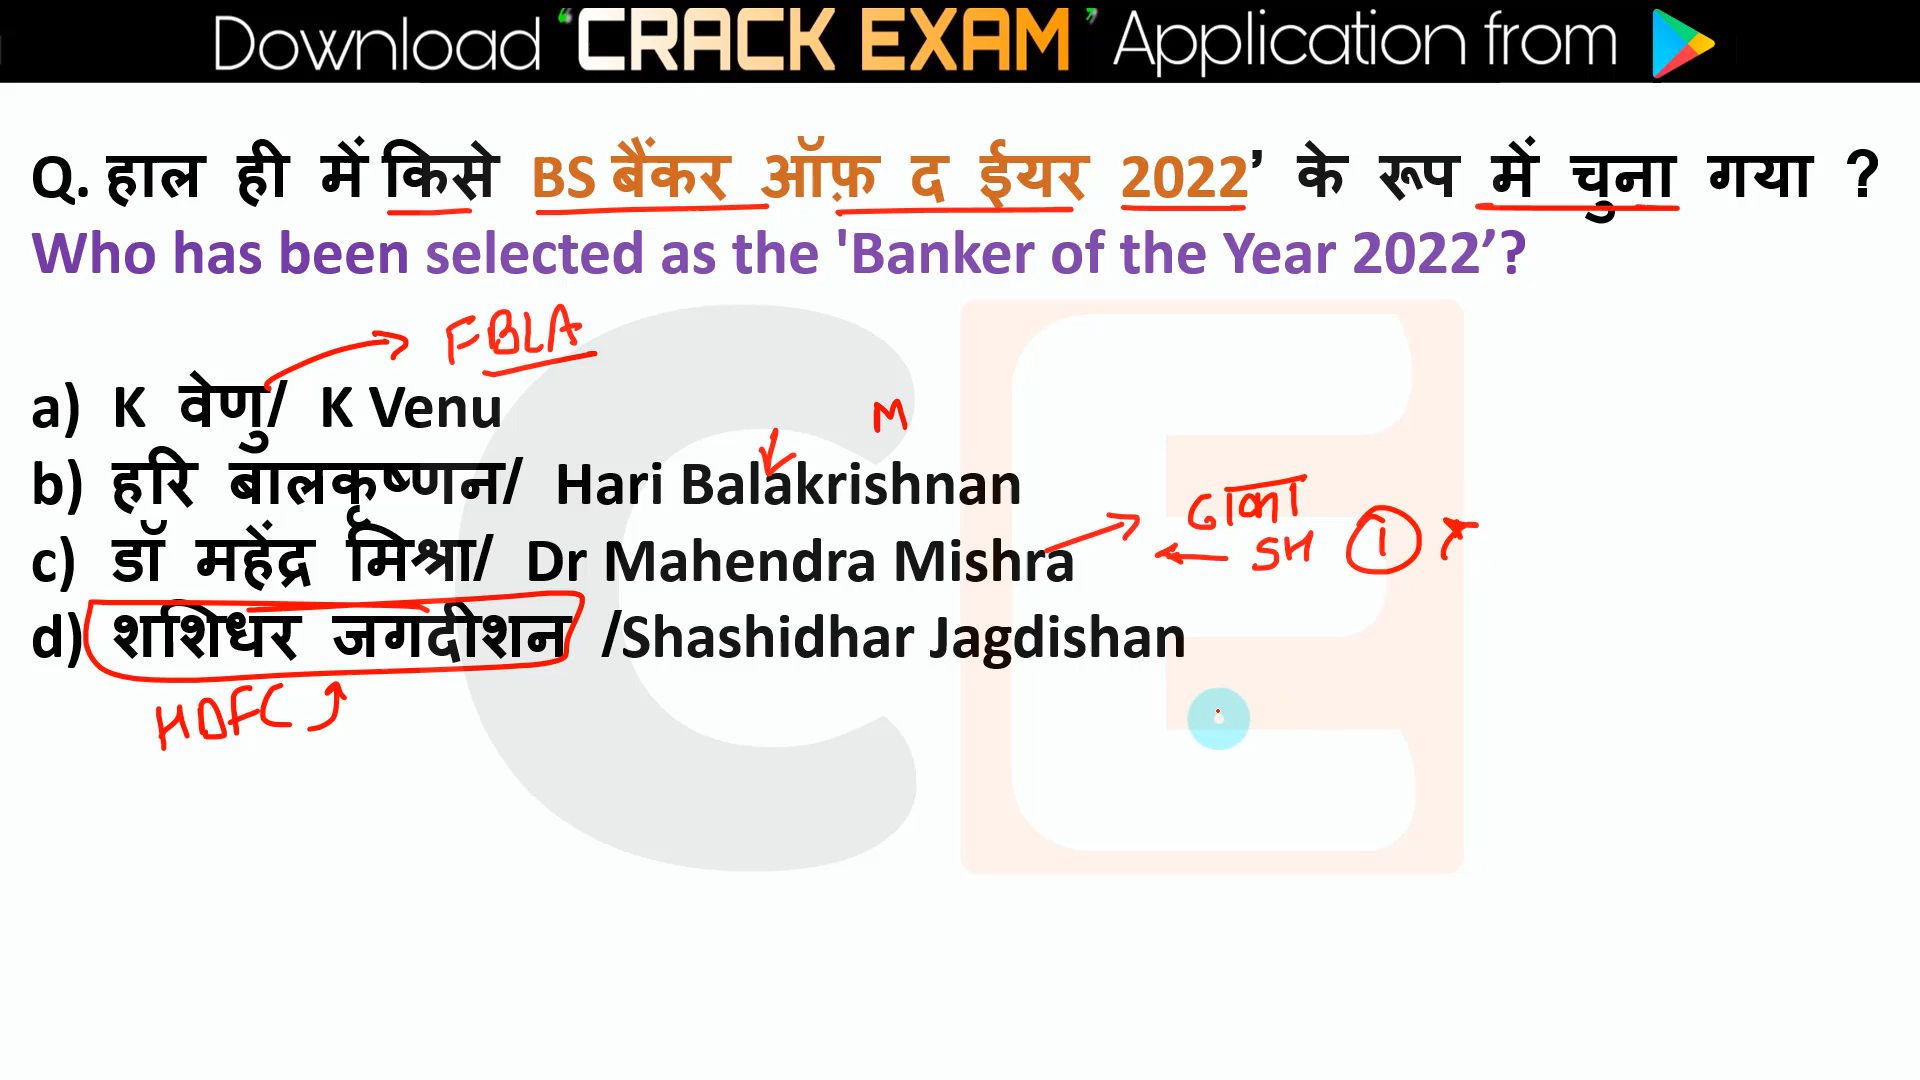 Download "CRACK EXAM" Application from
Q. हाल ही में किसे BS बैंकर ऑफ़ द ईयर 2022’ के रूप में चुना गया ?
Who has been selected as the 'Banker of the Year 2022’?
FBLA
a) K वेणु/ K Venu
M
b) हरि बालकृष्णन/ Hari Balakrishnan
c) डॉ महेंद्र मिश्रा/ Dr Mahendra Mishra
SH 1
d) शशिधर जगदीशन /Shashidhar Jagdishan
HDFC
CE